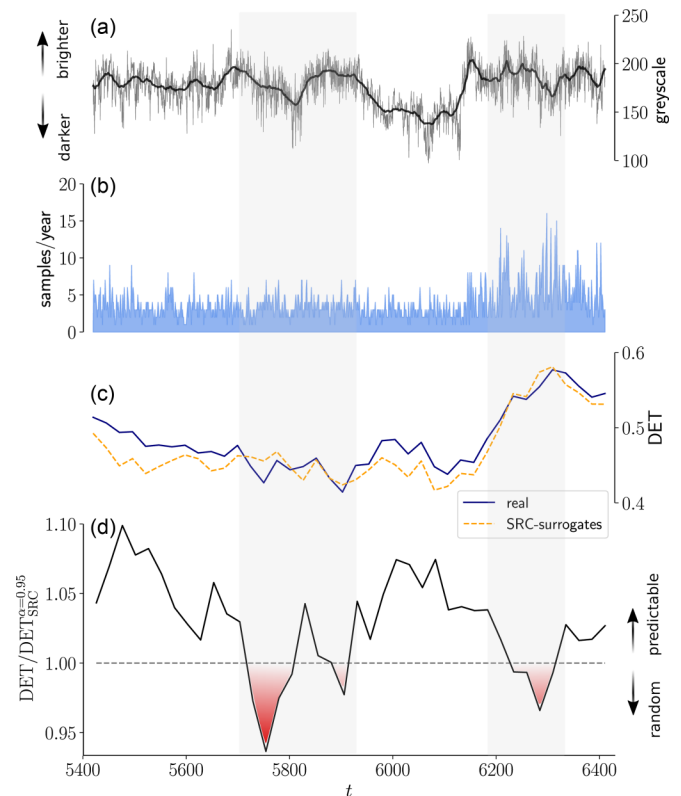 (a)
brighter
darker
250
200
150
100
greyscale
(b)
20
15
10
5
0
samples/year
(c)
0.6
0.5
0.4
DET
real
SRC-surrogates
(d)
1.10
1.05
1.00
0.95
DET/DET_SRC^α=0.95
predictable
random
5400 5600 5800 6000 6200 6400
t